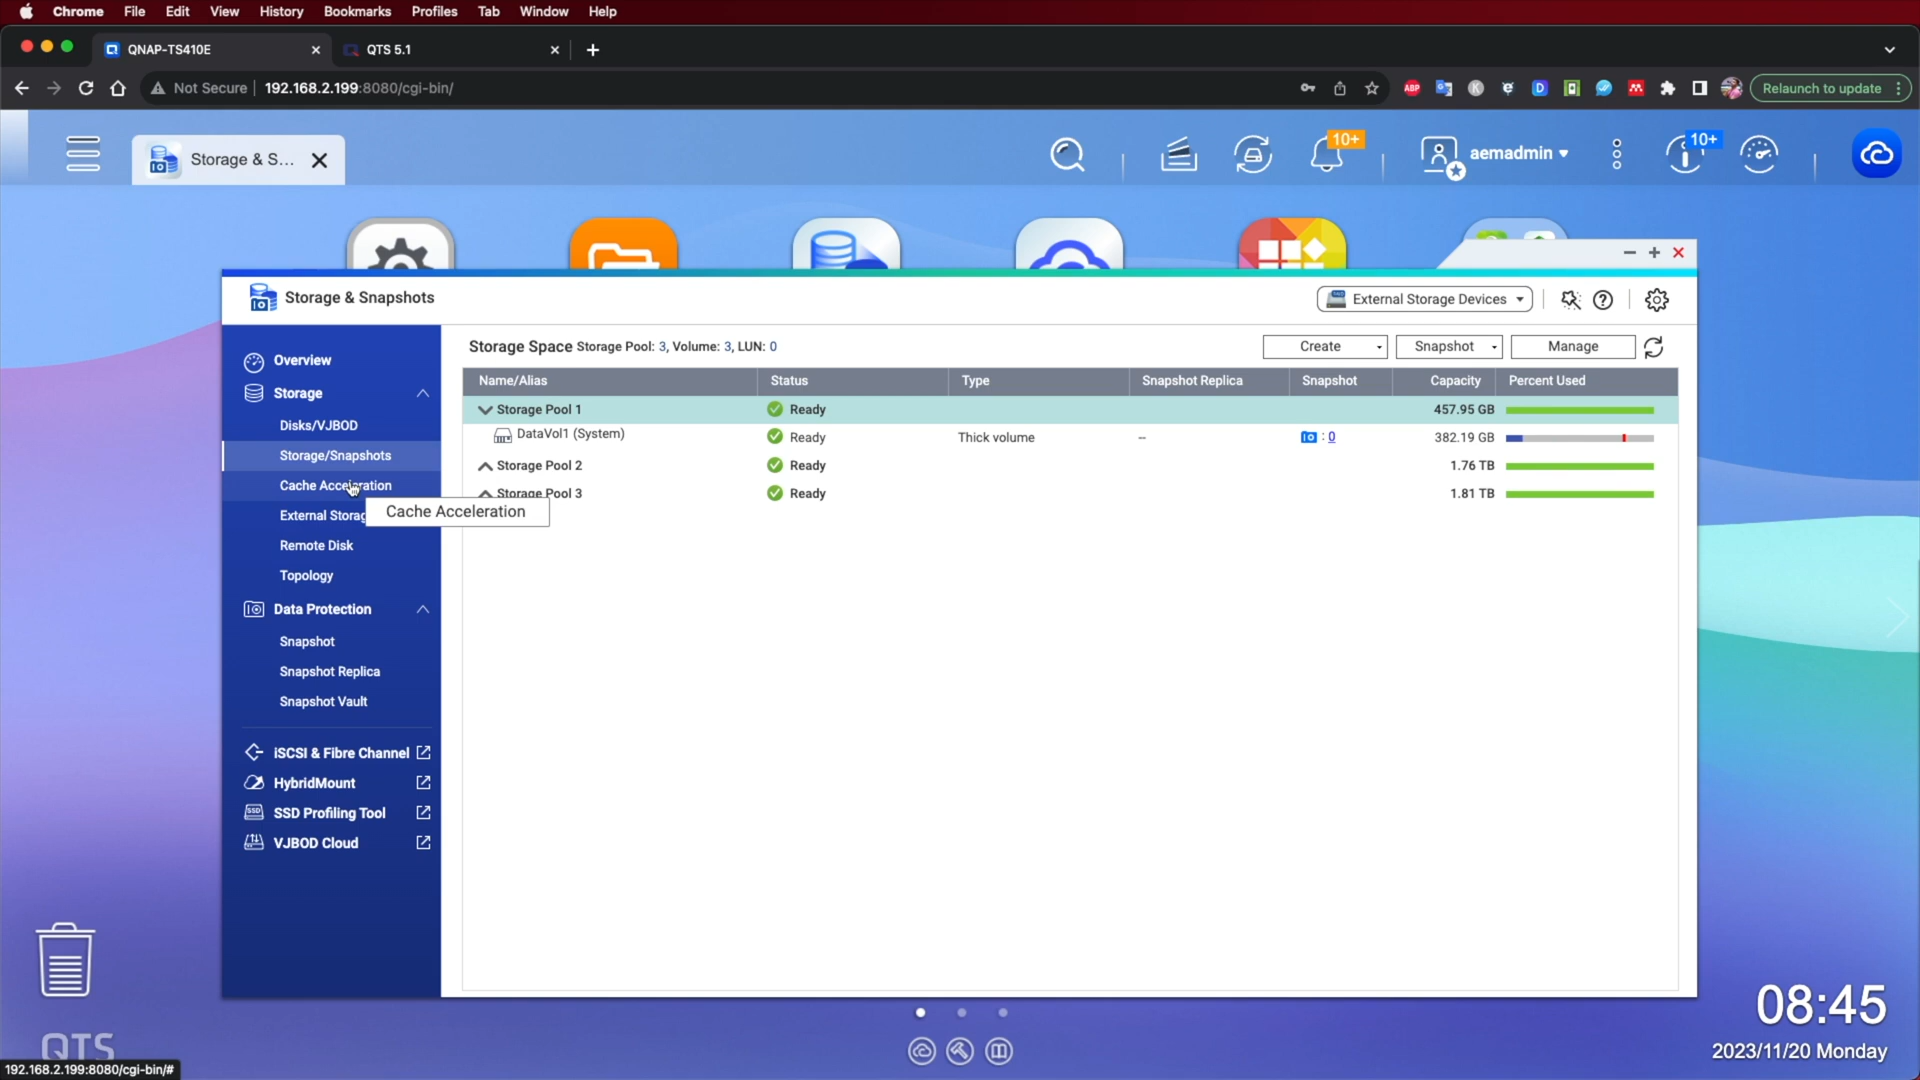 Chrome File Edit View History Bookmarks Profiles Tab Window Help
QNAP-TS410E
QTS 5.1
Not Secure 192.168.2.199:8080/cgi-bin/
ABP
Relaunch to update
Storage & S...
10+
aemadmin
10+
Storage & Snapshots
External Storage Devices
Overview
Storage
Disks/VJBOD
Storage/Snapshots
Cache Acceleration
External Storag
Remote Disk
Topology
Data Protection
Snapshot
Snapshot Replica
Snapshot Vault
iSCSI & Fibre Channel
HybridMount
SSD Profiling Tool
VJBOD Cloud
Cache Acceleration
Storage Space Storage Pool: 3, Volume: 3, LUN: 0
Create Snapshot Manage
Name/Alias Status Type Snapshot Replica Snapshot Capacity Percent Used
Storage Pool 1 Ready 457.95 GB
DataVol1 (System) Ready Thick volume -- : 0 382.19 GB
Storage Pool 2 Ready 1.76 TB
Storage Pool 3 Ready 1.81 TB
08:45
2023/11/20 Monday
QTS
192.168.2.199:8080/cgi-bin/#